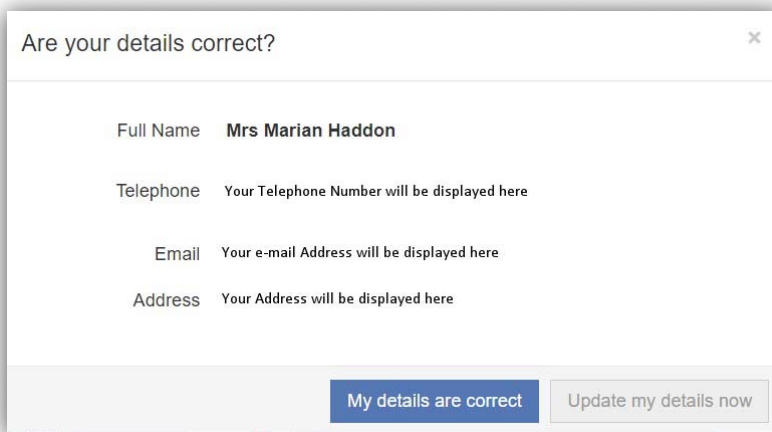 Are your details correct? ×
Full Name Mrs Marian Haddon
Telephone Your Telephone Number will be displayed here
Email Your e-mail Address will be displayed here
Address Your Address will be displayed here
My details are correct Update my details now